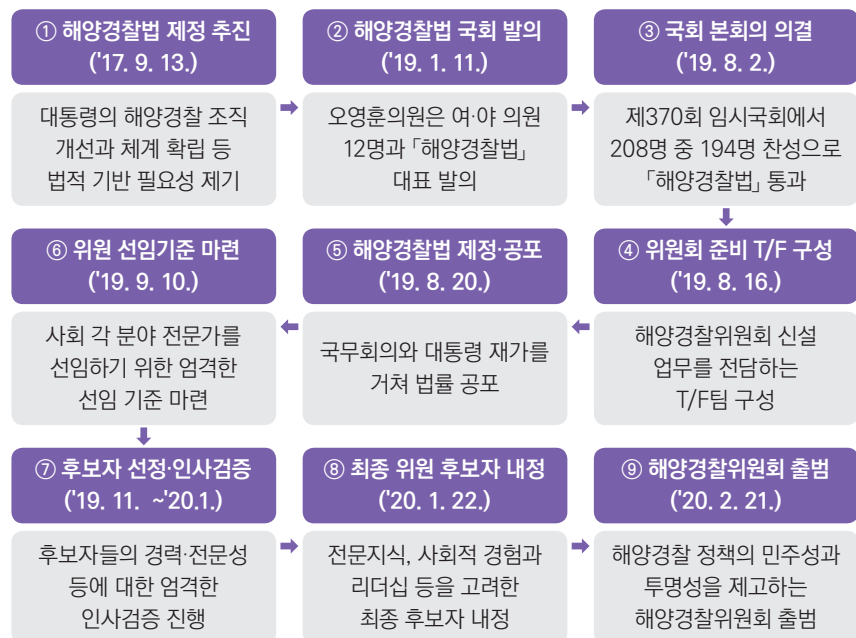 ① 해양경찰법 제정 추진
('17. 9. 13.)
대통령의 해양경찰 조직
개선과 체계 확립 등
법적 기반 필요성 제기
② 해양경찰법 국회 발의
('19. 1. 11.)
오영훈의원은 여·야 의원
12명과 「해양경찰법」
대표 발의
③ 국회 본회의 의결
('19. 8. 2.)
제370회 임시국회에서
208명 중 194명 찬성으로
「해양경찰법」 통과
④ 위원회 준비 T/F 구성
('19. 8. 16.)
해양경찰위원회 신설
업무를 전담하는
T/F팀 구성
⑤ 해양경찰법 제정·공포
('19. 8. 20.)
국무회의와 대통령 재가를
거쳐 법률 공포
⑥ 위원 선임기준 마련
('19. 9. 10.)
사회 각 분야 전문가를
선임하기 위한 엄격한
선임 기준 마련
⑦ 후보자 선정·인사검증
('19. 11. ~'20.1.)
후보자들의 경력·전문성
등에 대한 엄격한
인사검증 진행
⑧ 최종 위원 후보자 내정
('20. 1. 22.)
전문지식, 사회적 경험과
리더십 등을 고려한
최종 후보자 내정
⑨ 해양경찰위원회 출범
('20. 2. 21.)
해양경찰 정책의 민주성과
투명성을 제고하는
해양경찰위원회 출범